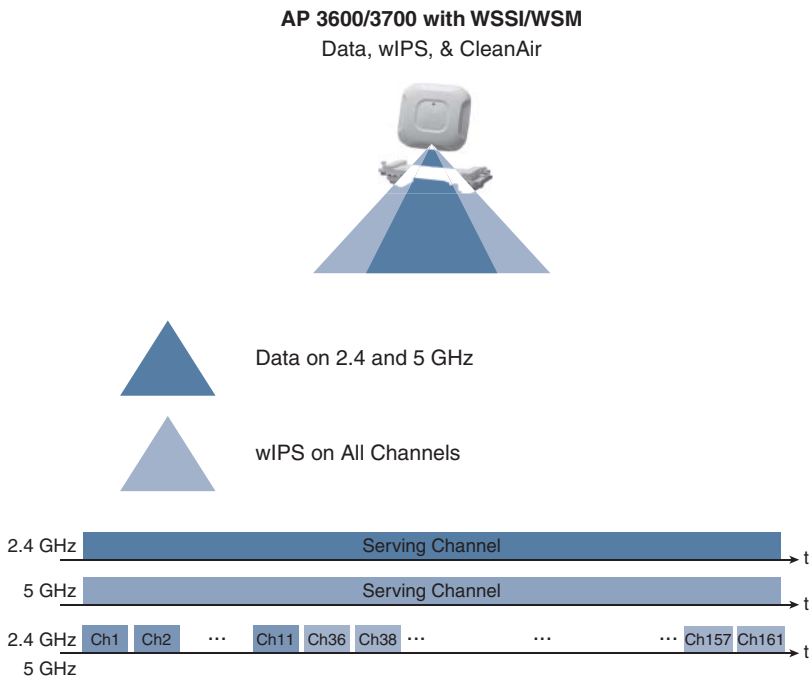 AP 3600/3700 with WSSI/WSM
Data, wIPS, & CleanAir
Data on 2.4 and 5 GHz
wIPS on All Channels
2.4 GHz Serving Channel t
5 GHz Serving Channel t
2.4 GHz Ch1 Ch2 ... Ch11 Ch36 Ch38 ... ... ... Ch157 Ch161 t
5 GHz